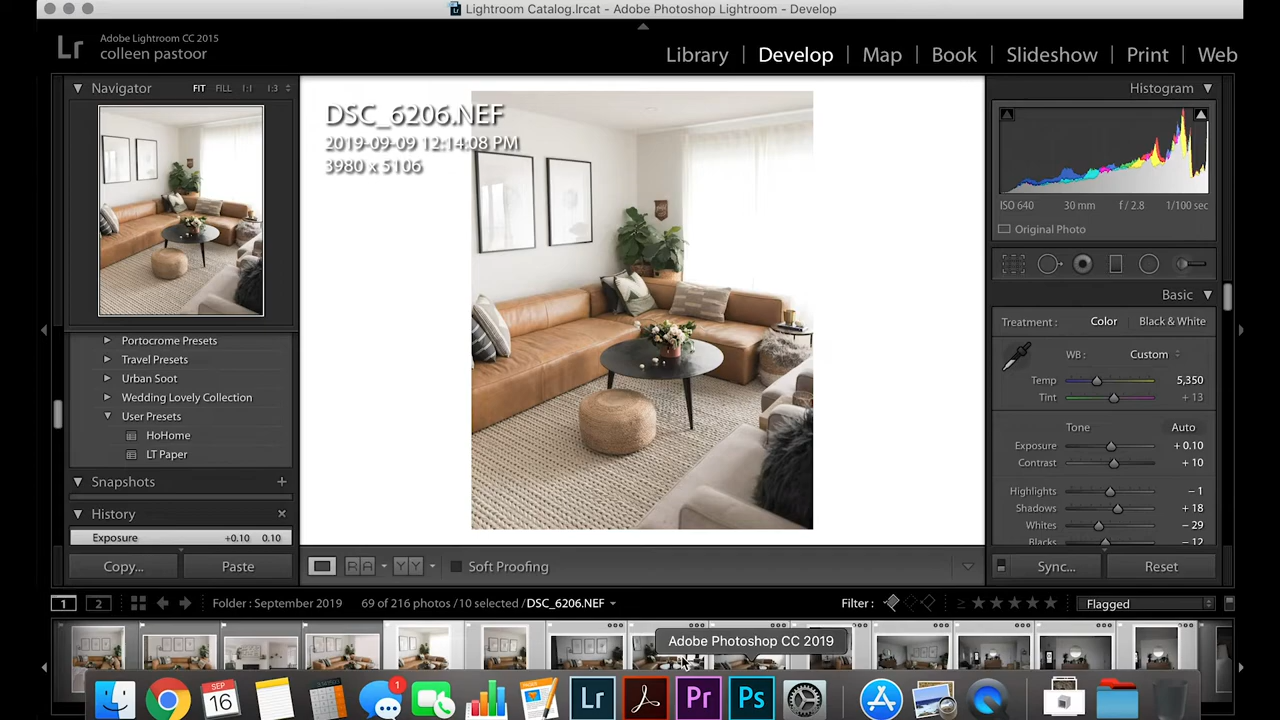 Lightroom Catalog.lrcat - Adobe Photoshop Lightroom - Develop
Lr
Adobe Lightroom CC 2015
colleen pastoor
Library | Develop | Map | Book | Slideshow | Print | Web
Navigator FIT FILL 1:1 1:3
Histogram
DSC_6206.NEF
2019-09-09 12:14:08 PM
3980 x 5106
ISO 640 30 mm f / 2.8 1/100 sec
Original Photo
Basic
Treatment : Color Black & White
WB : Custom
Temp 5,350
Tint + 13
Tone Auto
Exposure + 0.10
Contrast + 10
Highlights − 1
Shadows + 18
Whites − 29
Blacks − 12
Portocrome Presets
Travel Presets
Urban Soot
Wedding Lovely Collection
User Presets
HoHome
LT Paper
Snapshots
History
Exposure +0.10 0.10
Copy... Paste
R A Y Y Soft Proofing
Sync... Reset
1 2 Folder : September 2019 69 of 216 photos /10 selected /DSC_6206.NEF
Filter : Flagged
Adobe Photoshop CC 2019
SEP
16
1
Lr Pr Ps